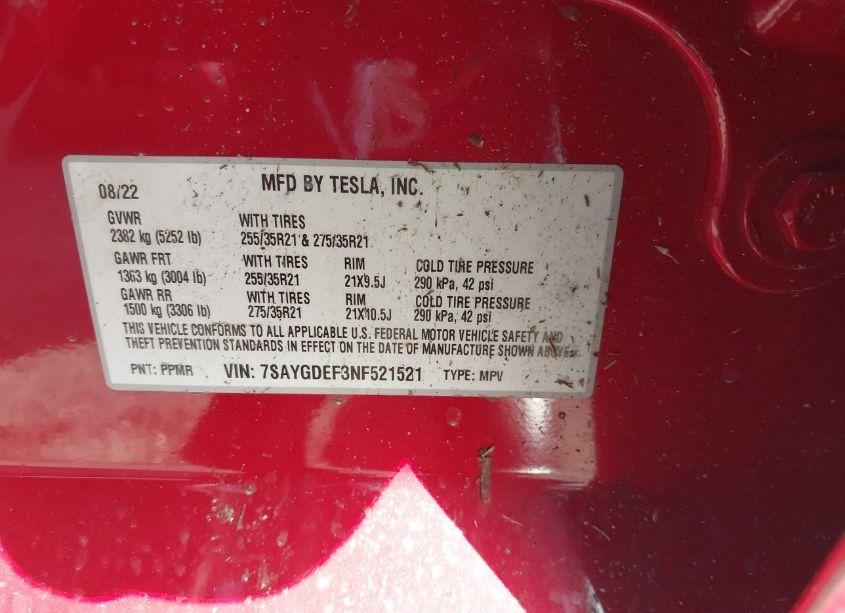 08/22 MFD BY TESLA, INC.
GVWR WITH TIRES
2382 kg (5252 lb) 255/35R21 & 275/35R21
GAWR FRT WITH TIRES RIM COLD TIRE PRESSURE
1363 kg (3004 lb) 255/35R21 21X9.5J 290 kPa, 42 psi
GAWR RR WITH TIRES RIM COLD TIRE PRESSURE
1500 kg (3306 lb) 275/35R21 21X10.5J 290 kPa, 42 psi
THIS VEHICLE CONFORMS TO ALL APPLICABLE U.S. FEDERAL MOTOR VEHICLE SAFETY AND
THEFT PREVENTION STANDARDS IN EFFECT ON THE DATE OF MANUFACTURE SHOWN ABOVE.
PNT: PPMR VIN: 7SAYGDEF3NF521521 TYPE: MPV